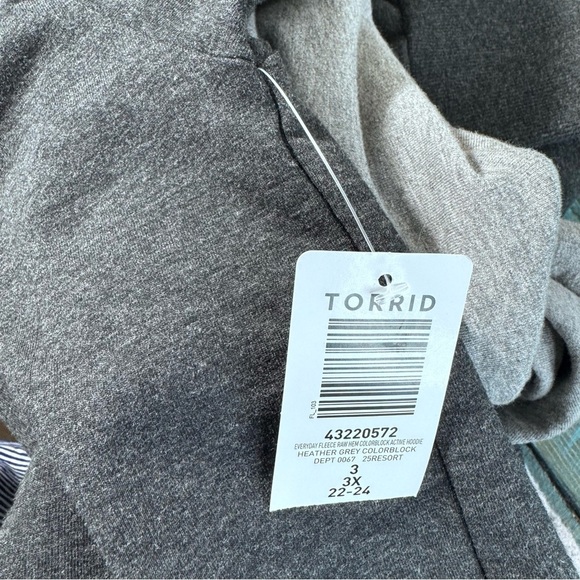 TORRID
FL_103
43220572
EVERYDAY FLEECE RAW HEM COLORBLOCK ACTIVE HOODIE
HEATHER GREY COLORBLOCK
DEPT 0067 25RESORT
3
3X
22-24